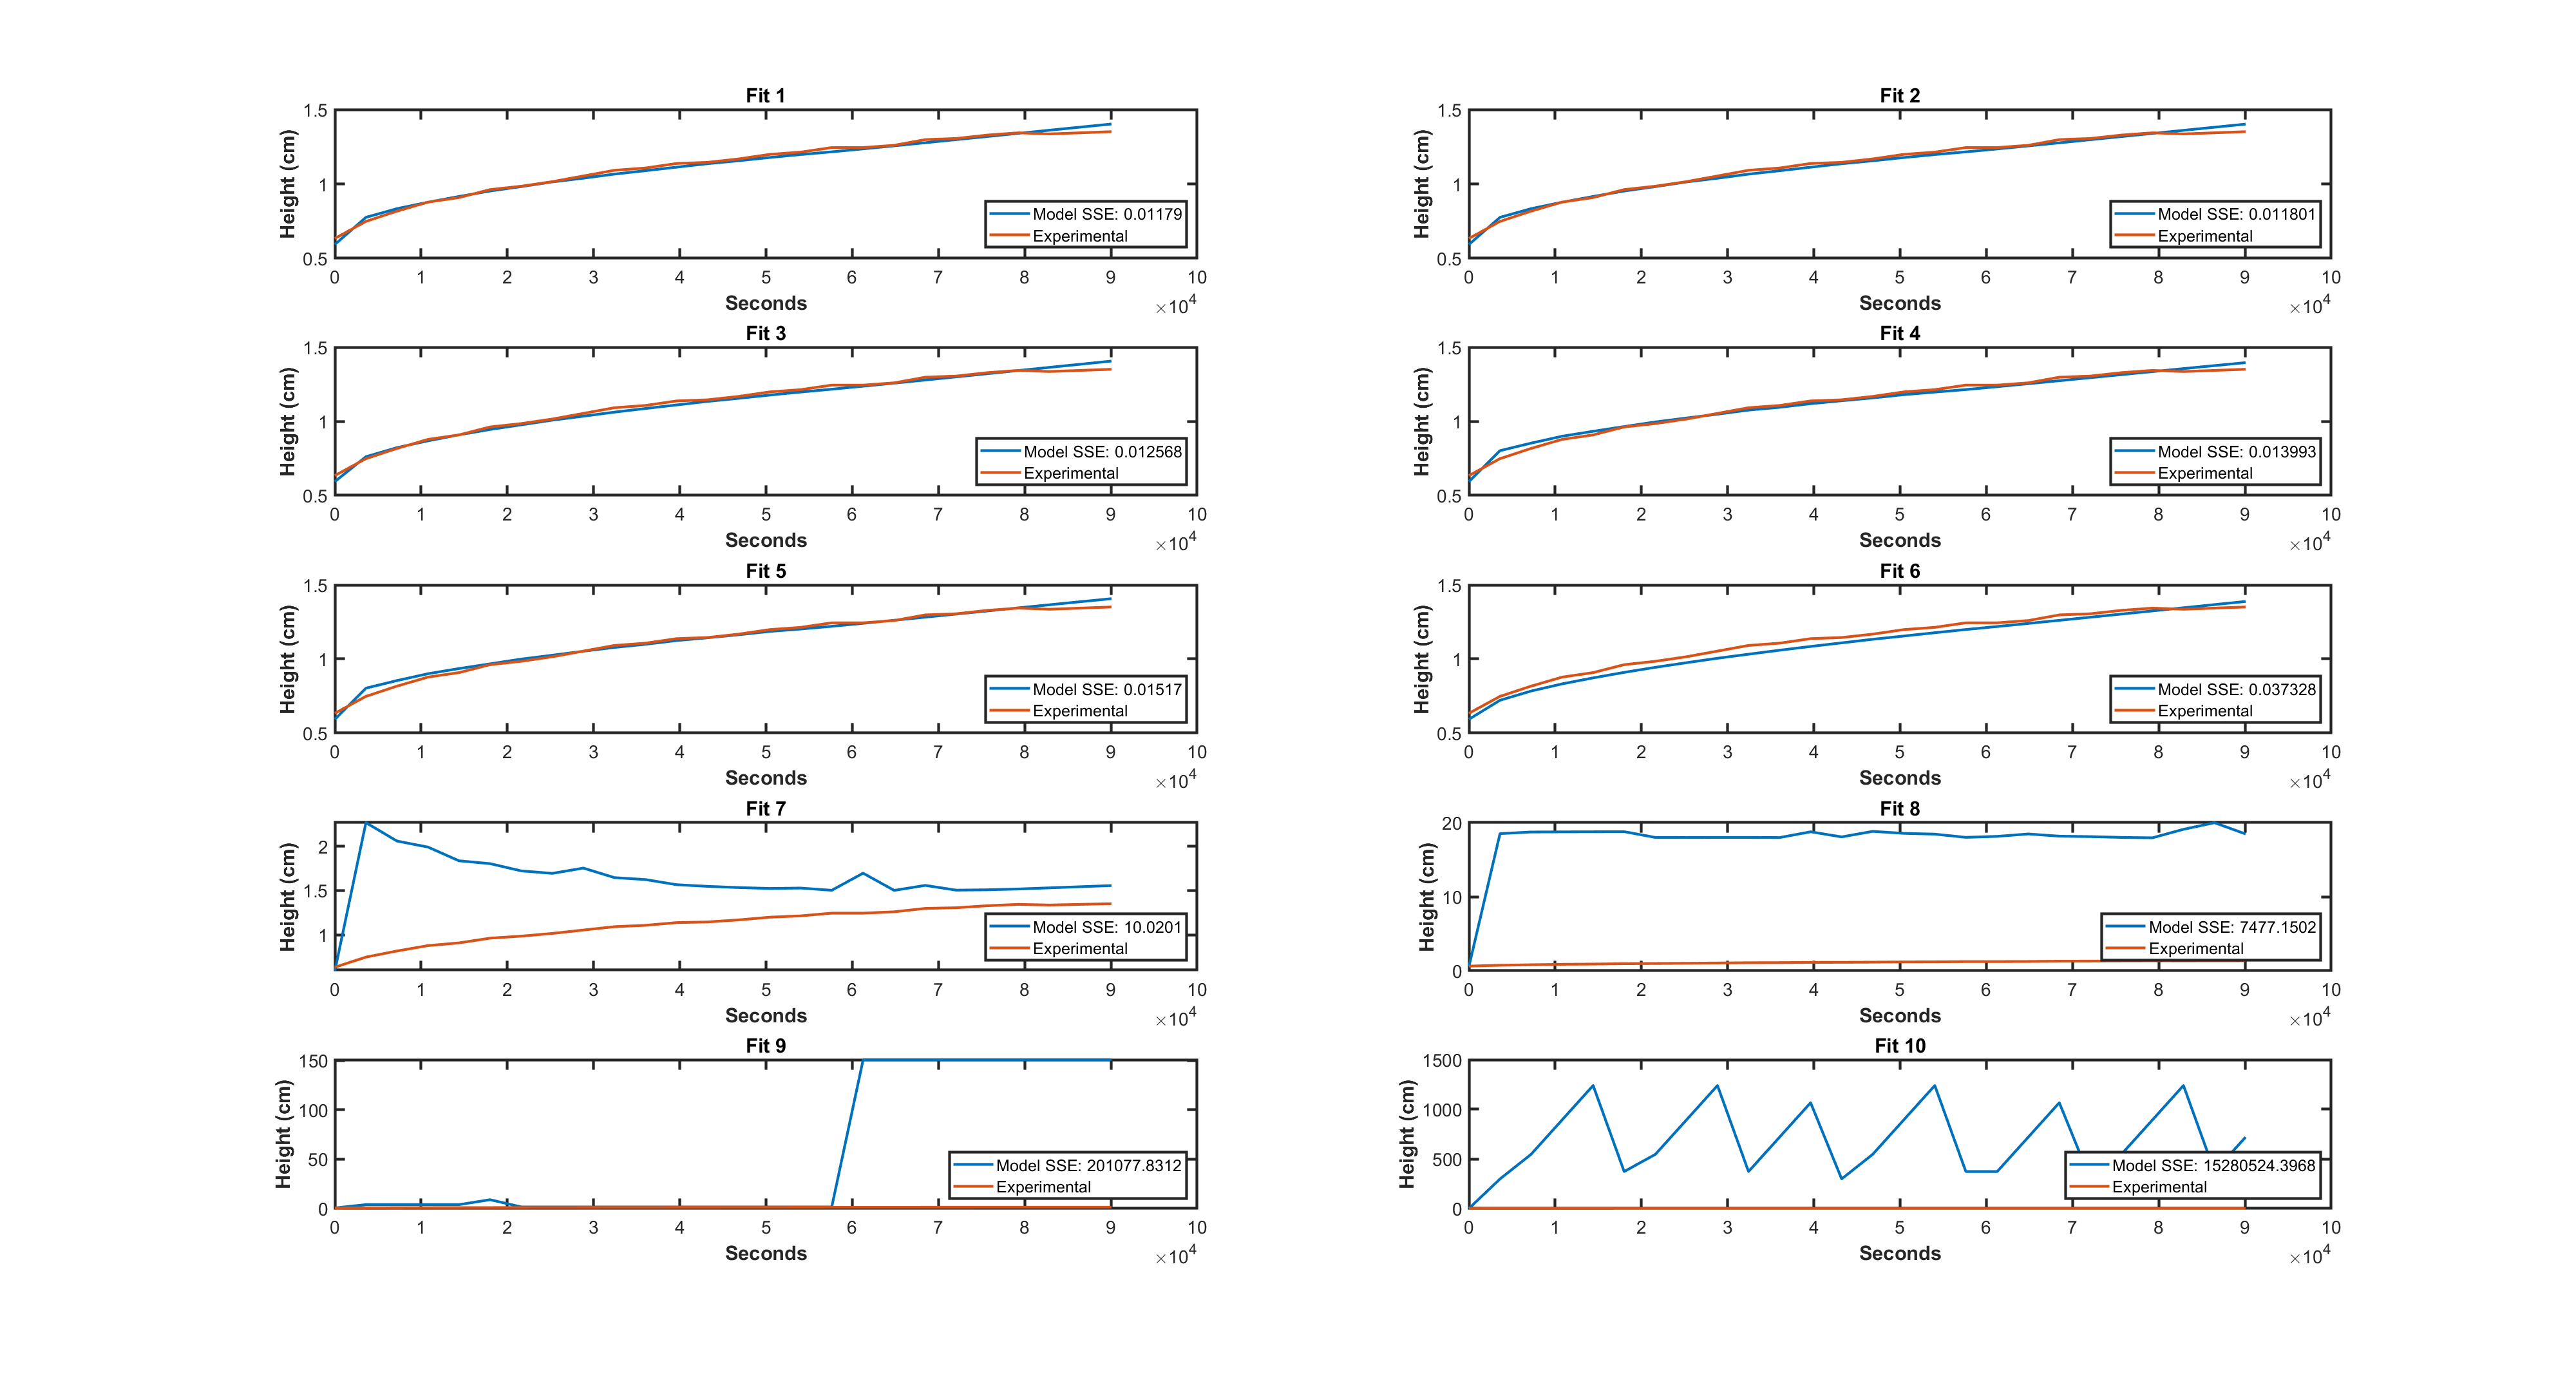 Fit 1
1.5
1
0.5
Height (cm)
Model SSE: 0.01179
Experimental
0 1 2 3 4 5 6 7 8 9 10
Seconds
×10^4
Fit 2
1.5
1
0.5
Height (cm)
Model SSE: 0.011801
Experimental
0 1 2 3 4 5 6 7 8 9 10
Seconds
×10^4
Fit 3
1.5
1
0.5
Height (cm)
Model SSE: 0.012568
Experimental
0 1 2 3 4 5 6 7 8 9 10
Seconds
×10^4
Fit 4
1.5
1
0.5
Height (cm)
Model SSE: 0.013993
Experimental
0 1 2 3 4 5 6 7 8 9 10
Seconds
×10^4
Fit 5
1.5
1
0.5
Height (cm)
Model SSE: 0.01517
Experimental
0 1 2 3 4 5 6 7 8 9 10
Seconds
×10^4
Fit 6
1.5
1
0.5
Height (cm)
Model SSE: 0.037328
Experimental
0 1 2 3 4 5 6 7 8 9 10
Seconds
×10^4
Fit 7
2
1.5
1
Height (cm)
Model SSE: 10.0201
Experimental
0 1 2 3 4 5 6 7 8 9 10
Seconds
×10^4
Fit 8
20
10
0
Height (cm)
Model SSE: 7477.1502
Experimental
0 1 2 3 4 5 6 7 8 9 10
Seconds
×10^4
Fit 9
150
100
50
0
Height (cm)
Model SSE: 201077.8312
Experimental
0 1 2 3 4 5 6 7 8 9 10
Seconds
×10^4
Fit 10
1500
1000
500
0
Height (cm)
Model SSE: 15280524.3968
Experimental
0 1 2 3 4 5 6 7 8 9 10
Seconds
×10^4